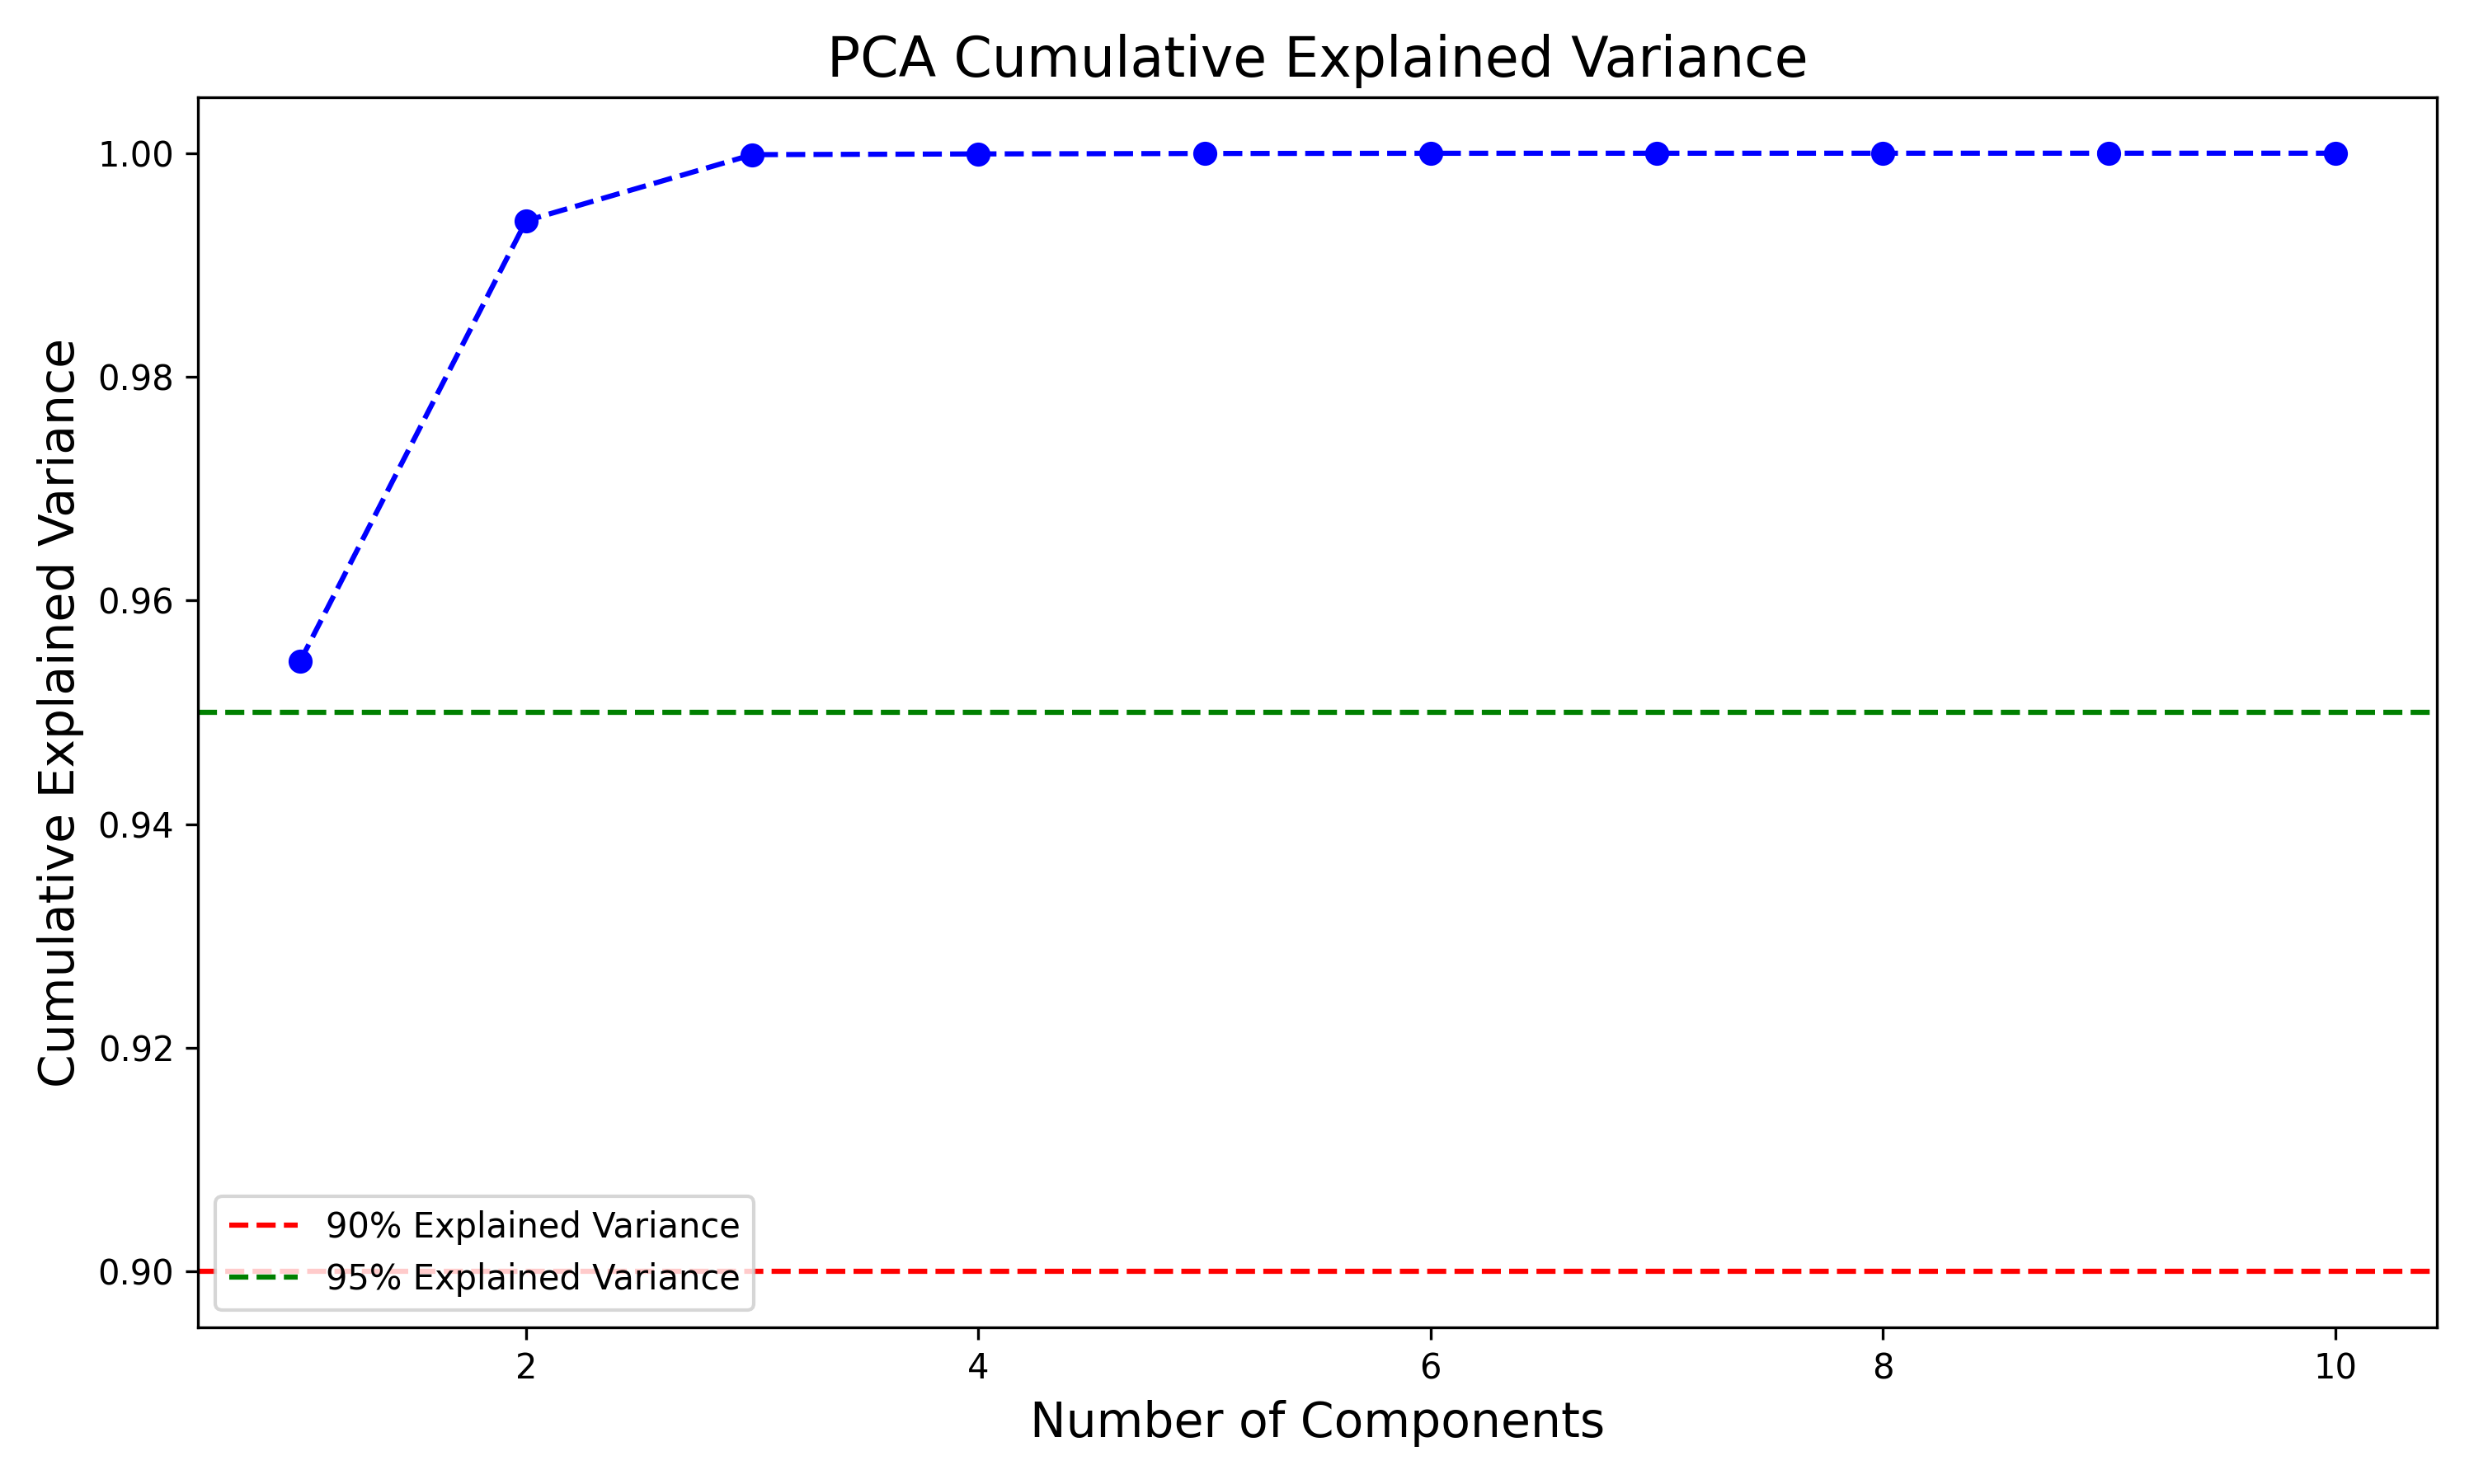 PCA Cumulative Explained Variance
Cumulative Explained Variance
1.00
0.98
0.96
0.94
0.92
0.90
90% Explained Variance
95% Explained Variance
2 4 6 8 10
Number of Components